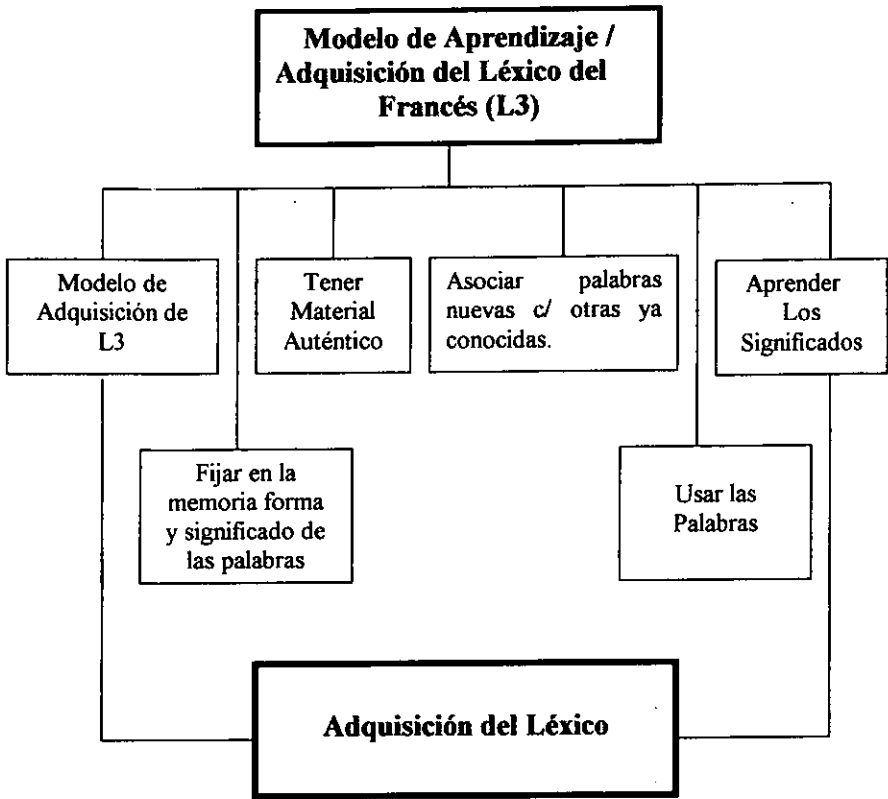 Modelo de Aprendizaje /
Adquisición del Léxico del
Francés (L3)
Modelo de
Adquisición de
L3
Tener
Material
Auténtico
Asociar palabras
nuevas c/ otras ya
conocidas.
Aprender
Los
Significados
Fijar en la
memoria forma
y significado de
las palabras
Usar las
Palabras
Adquisición del Léxico